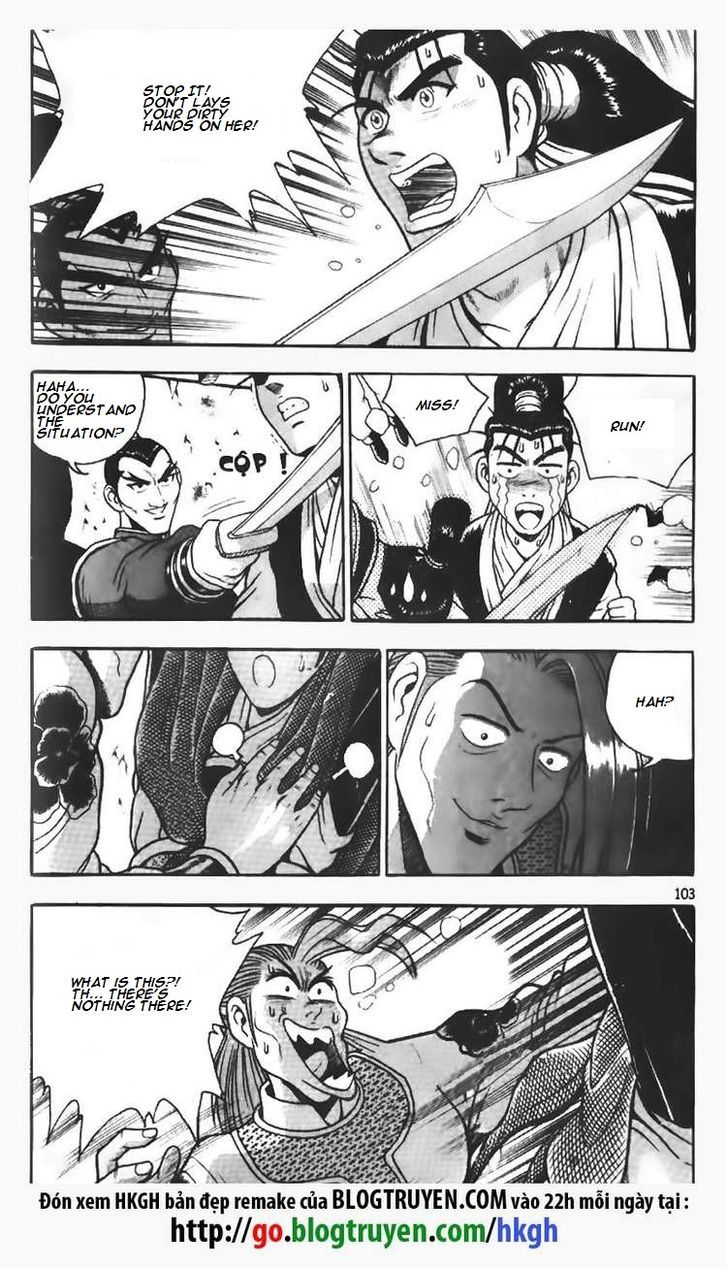 STOP IT!
DON'T LAYS
YOUR DIRTY
HANDS ON HER!
HAHA...
DO YOU
UNDERSTAND
THE
SITUATION?
CỘP !
MISS!
RUN!
HAH?
103
WHAT IS THIS?!
TH... THERE'S
NOTHING THERE!
Đón xem HKGH bản đẹp remake của BLOGTRUYEN.COM vào 22h mỗi ngày tại :
http://go.blogtruyen.com/hkgh